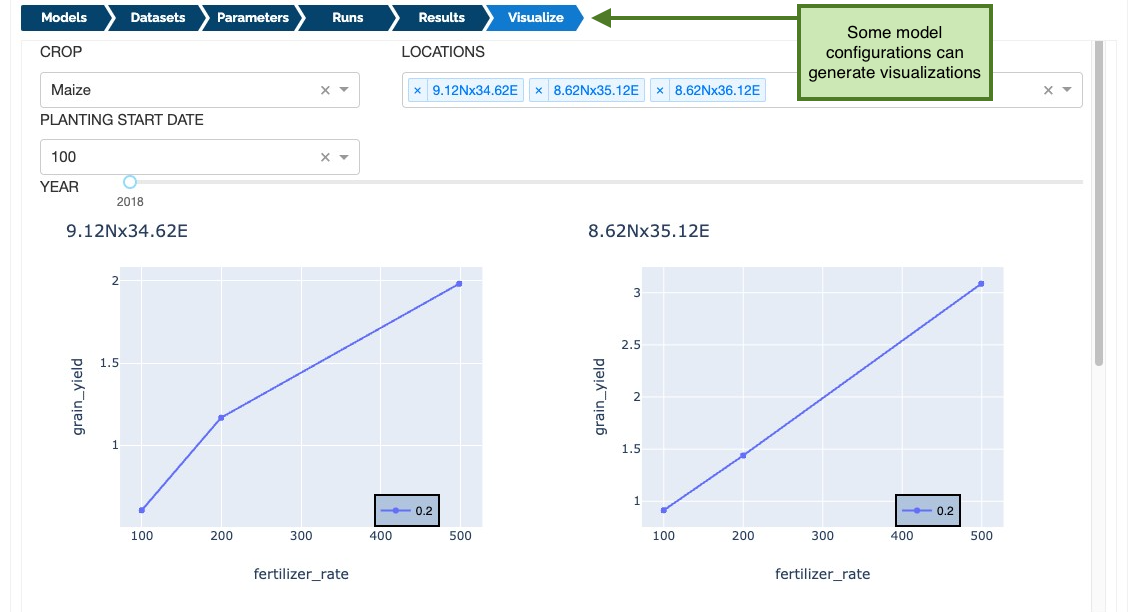 Models Datasets Parameters Runs Results Visualize
Some model
configurations can
generate visualizations
CROP
LOCATIONS
Maize × 
× 9.12Nx34.62E × 8.62Nx35.12E × 8.62Nx36.12E ×
PLANTING START DATE
100 ×
YEAR
2018
9.12Nx34.62E
2
1.5
1
grain_yield
0.2
100 200 300 400 500
fertilizer_rate
8.62Nx35.12E
3
2.5
2
1.5
1
grain_yield
0.2
100 200 300 400 500
fertilizer_rate